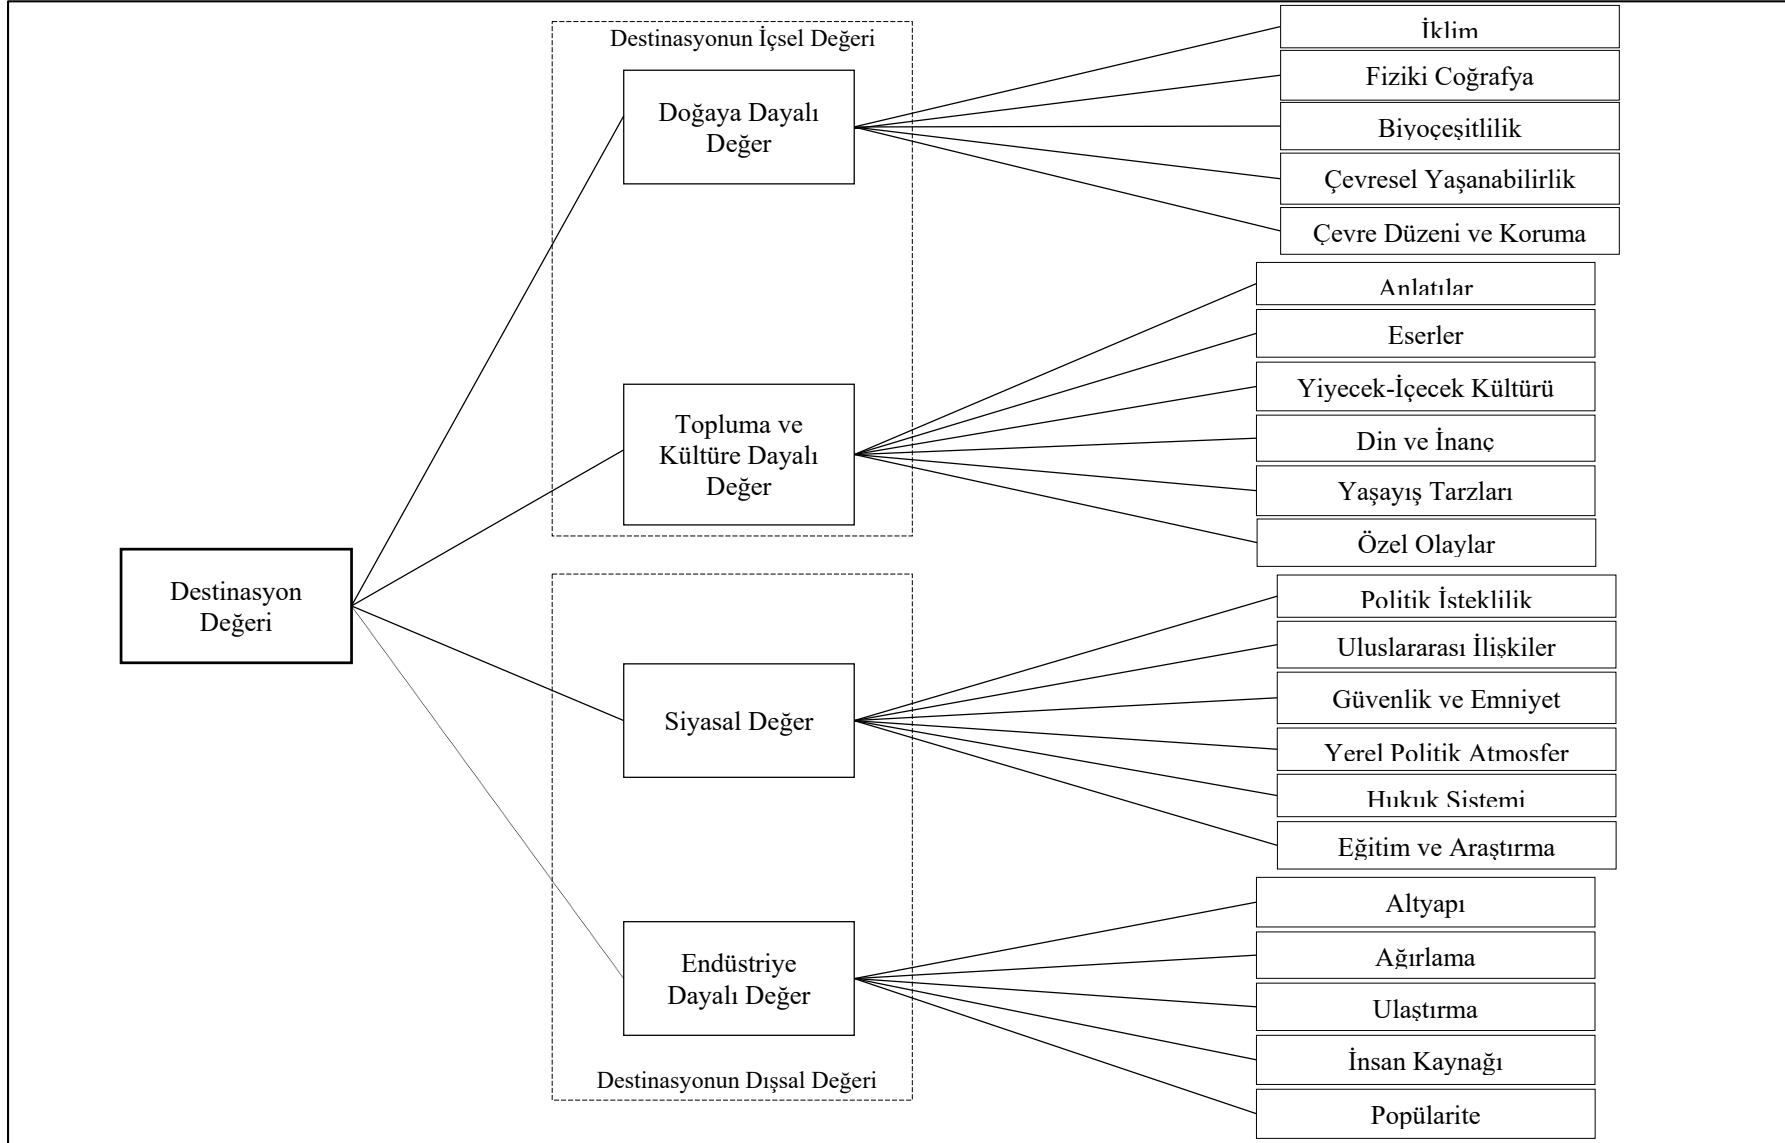 Destinasyonun İçsel Değeri
Doğaya Dayalı
Değer
İklim
Fiziki Coğrafya
Biyoçeşitlilik
Çevresel Yaşanabilirlik
Çevre Düzeni ve Koruma
Topluma ve
Kültüre Dayalı
Değer
Anlatılar
Eserler
Yiyecek-İçecek Kültürü
Din ve İnanç
Yaşayış Tarzları
Özel Olaylar
Destinasyon
Değeri
Siyasal Değer
Politik İsteklilik
Uluslararası İlişkiler
Güvenlik ve Emniyet
Yerel Politik Atmosfer
Hukuk Sistemi
Eğitim ve Araştırma
Endüstriye
Dayalı Değer
Altyapı
Ağırlama
Ulaştırma
İnsan Kaynağı
Popülarite
Destinasyonun Dışsal Değeri